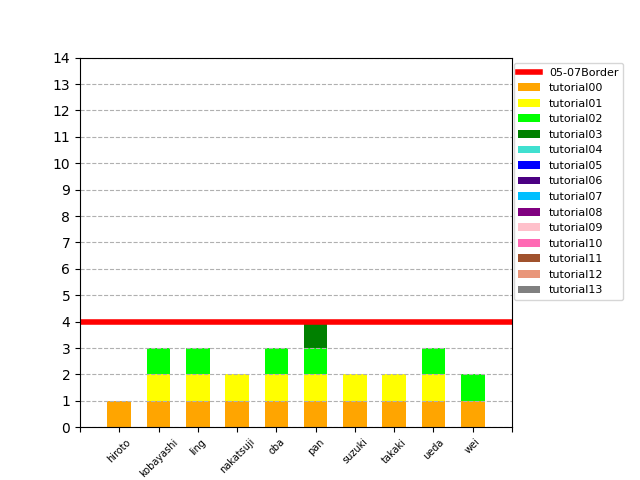 14
13
12
11
10
9
8
7
6
5
4
3
2
1
0
hiroto
kobayashi
ling
nakatsuji
oba
pan
suzuki
takaki
ueda
wei
05-07Border
tutorial00
tutorial01
tutorial02
tutorial03
tutorial04
tutorial05
tutorial06
tutorial07
tutorial08
tutorial09
tutorial10
tutorial11
tutorial12
tutorial13